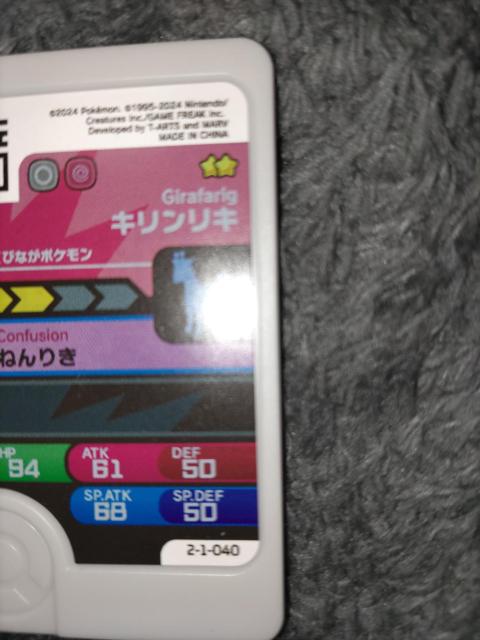 ©2024 Pokémon. ©1995-2024 Nintendo/
Creatures Inc./GAME FREAK inc.
Developed by T-ARTS and MARV
MADE IN CHINA
Girafarig
キリンリキ
びながポケモン
Confusion
ねんりき
HP 94
ATK 61
DEF 50
SP.ATK 68
SP.DEF 50
2-1-040